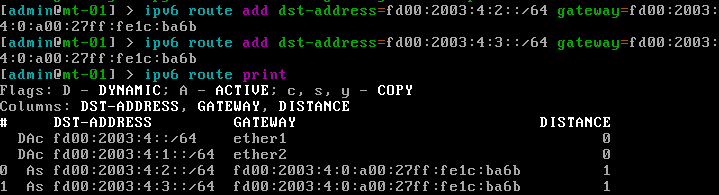 [admin@mt-01] > ipv6 route add dst-address=fd00:2003:4:2::/64 gateway=fd00:2003:
4:0:a00:27ff:fe1c:ba6b
[admin@mt-01] > ipv6 route add dst-address=fd00:2003:4:3::/64 gateway=fd00:2003:
4:0:a00:27ff:fe1c:ba6b
[admin@mt-01] > ipv6 route print
Flags: D - DYNAMIC; A - ACTIVE; c, s, y - COPY
Columns: DST-ADDRESS, GATEWAY, DISTANCE
#     DST-ADDRESS         GATEWAY                           DISTANCE
  DAc fd00:2003:4::/64    ether1                                   0
  DAc fd00:2003:4:1::/64  ether2                                   0
0  As fd00:2003:4:2::/64  fd00:2003:4:0:a00:27ff:fe1c:ba6b         1
1  As fd00:2003:4:3::/64  fd00:2003:4:0:a00:27ff:fe1c:ba6b         1